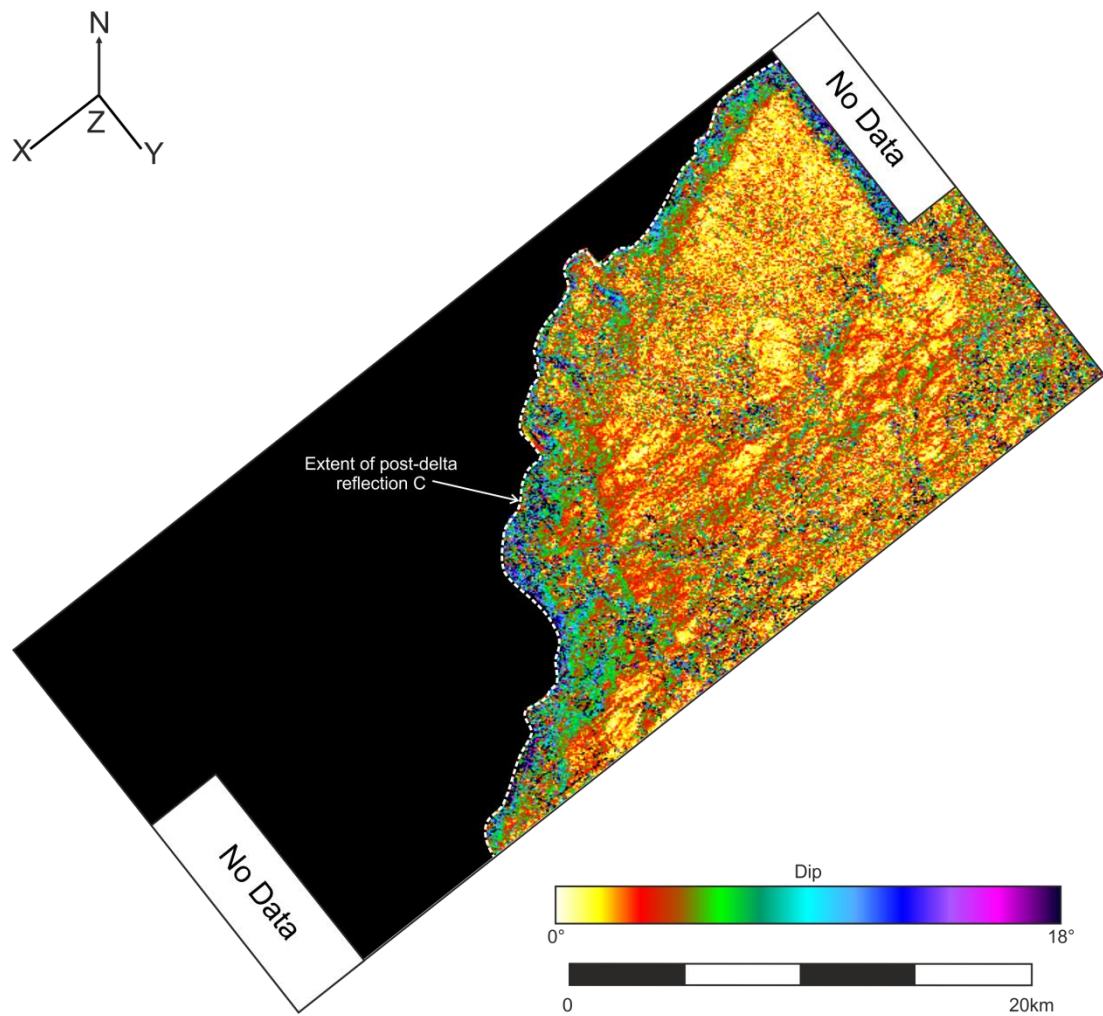 N
X
Z
Y
No Data
Extent of post-delta
reflection C
No Data
Dip
0°
18°
0
20km